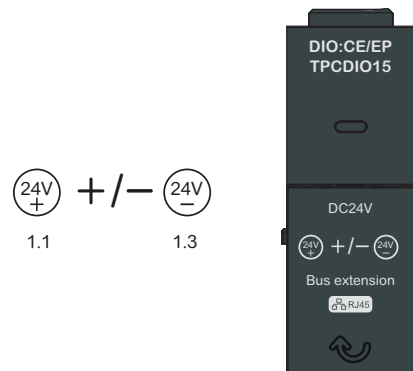 24V + +/− 24V −
1.1 1.3
DIO:CE/EP
TPCDIO15
DC24V
24V + +/− 24V −
Bus extension
RJ45